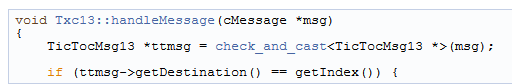 void Txc13::handleMessage(cMessage *msg)
{
    TicTocMsg13 *ttmsg = check_and_cast<TicTocMsg13 *>(msg);
    if (ttmsg->getDestination() == getIndex()) {